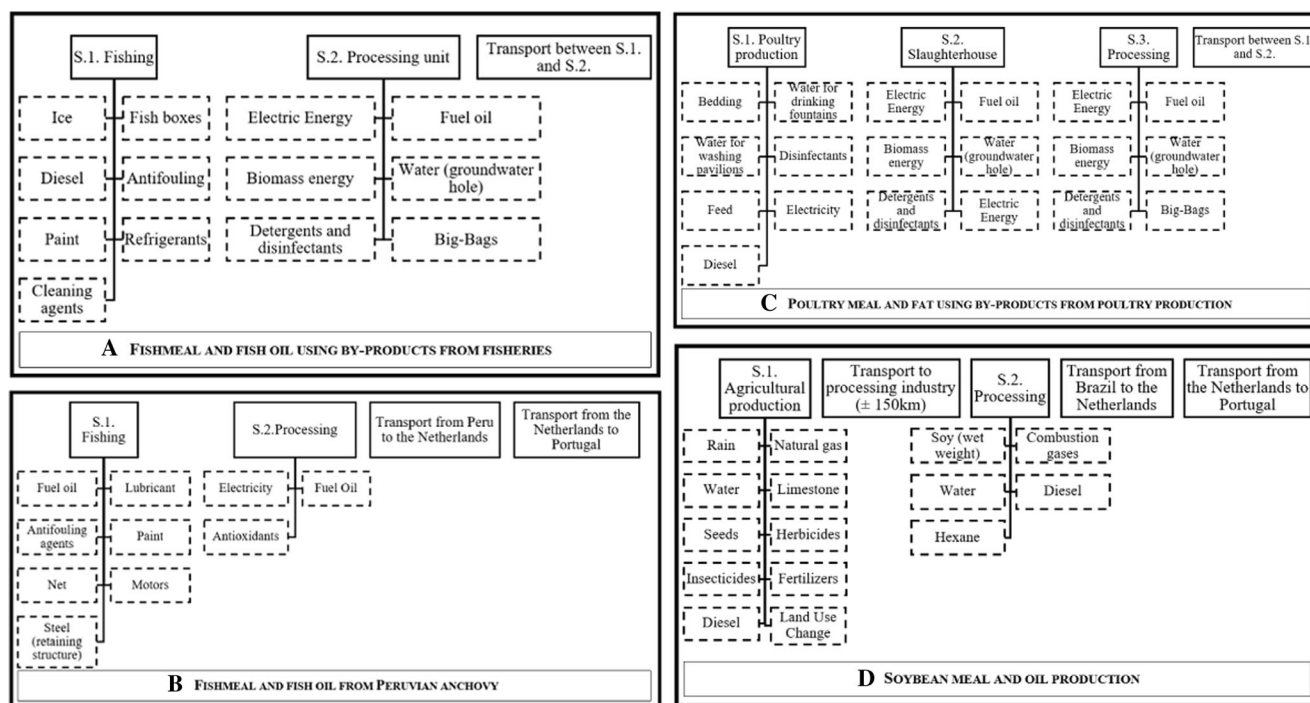 S.1. Fishing
S.2. Processing unit
Transport between S.1.
and S.2.
Ice
Fish boxes
Electric Energy
Fuel oil
Diesel
Antifouling
Biomass energy
Water (groundwater
hole)
Paint
Refrigerants
Detergents and
disinfectants
Big-Bags
Cleaning
agents
A FISHMEAL AND FISH OIL USING BY-PRODUCTS FROM FISHERIES
S.1.
Fishing
S.2.Processing
Transport from Peru
to the Netherlands
Transport from the
Netherlands to
Portugal
Fuel oil
Lubricant
Electricity
Fuel Oil
Antifouling
agents
Paint
Antioxidants
Net
Motors
Steel
(retaining
structure)
B FISHMEAL AND FISH OIL FROM PERUVIAN ANCHOVY
S.1. Poultry
production
S.2.
Slaughterhouse
S.3.
Processing
Transport between S.1.
and S.2.
Bedding
Water for
drinking
fountains
Electric
Energy
Fuel oil
Electric
Energy
Fuel oil
Water for
washing
pavilions
Disinfectants
Biomass
energy
Water
(groundwater
hole)
Biomass
energy
Water
(groundwater
hole)
Feed
Electricity
Detergents
and
disinfectants
Electric
Energy
Detergents
and
disinfectants
Big-Bags
Diesel
C POULTRY MEAL AND FAT USING BY-PRODUCTS FROM POULTRY PRODUCTION
S.1.
Agricultural
production
Transport to
processing industry
(± 150km)
S.2.
Processing
Transport from
Brazil to the
Netherlands
Transport from
the Netherlands to
Portugal
Rain
Natural gas
Soy (wet
weight)
Combustion
gases
Water
Limestone
Water
Diesel
Seeds
Herbicides
Hexane
Insecticides
Fertilizers
Diesel
Land Use
Change
D SOYBEAN MEAL AND OIL PRODUCTION